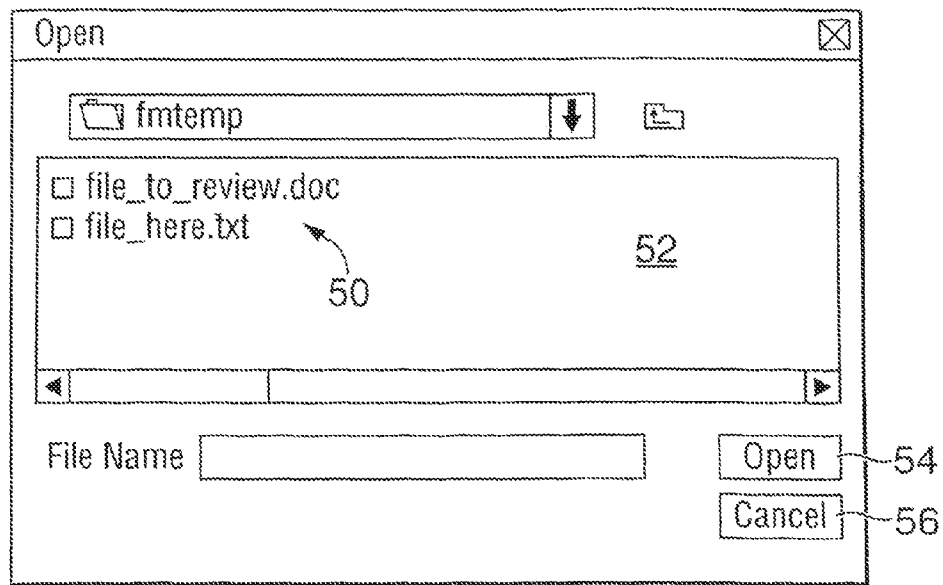 Open
fmtemp
file_to_review.doc
file_here.txt
50
52
File Name
Open
54
Cancel
56